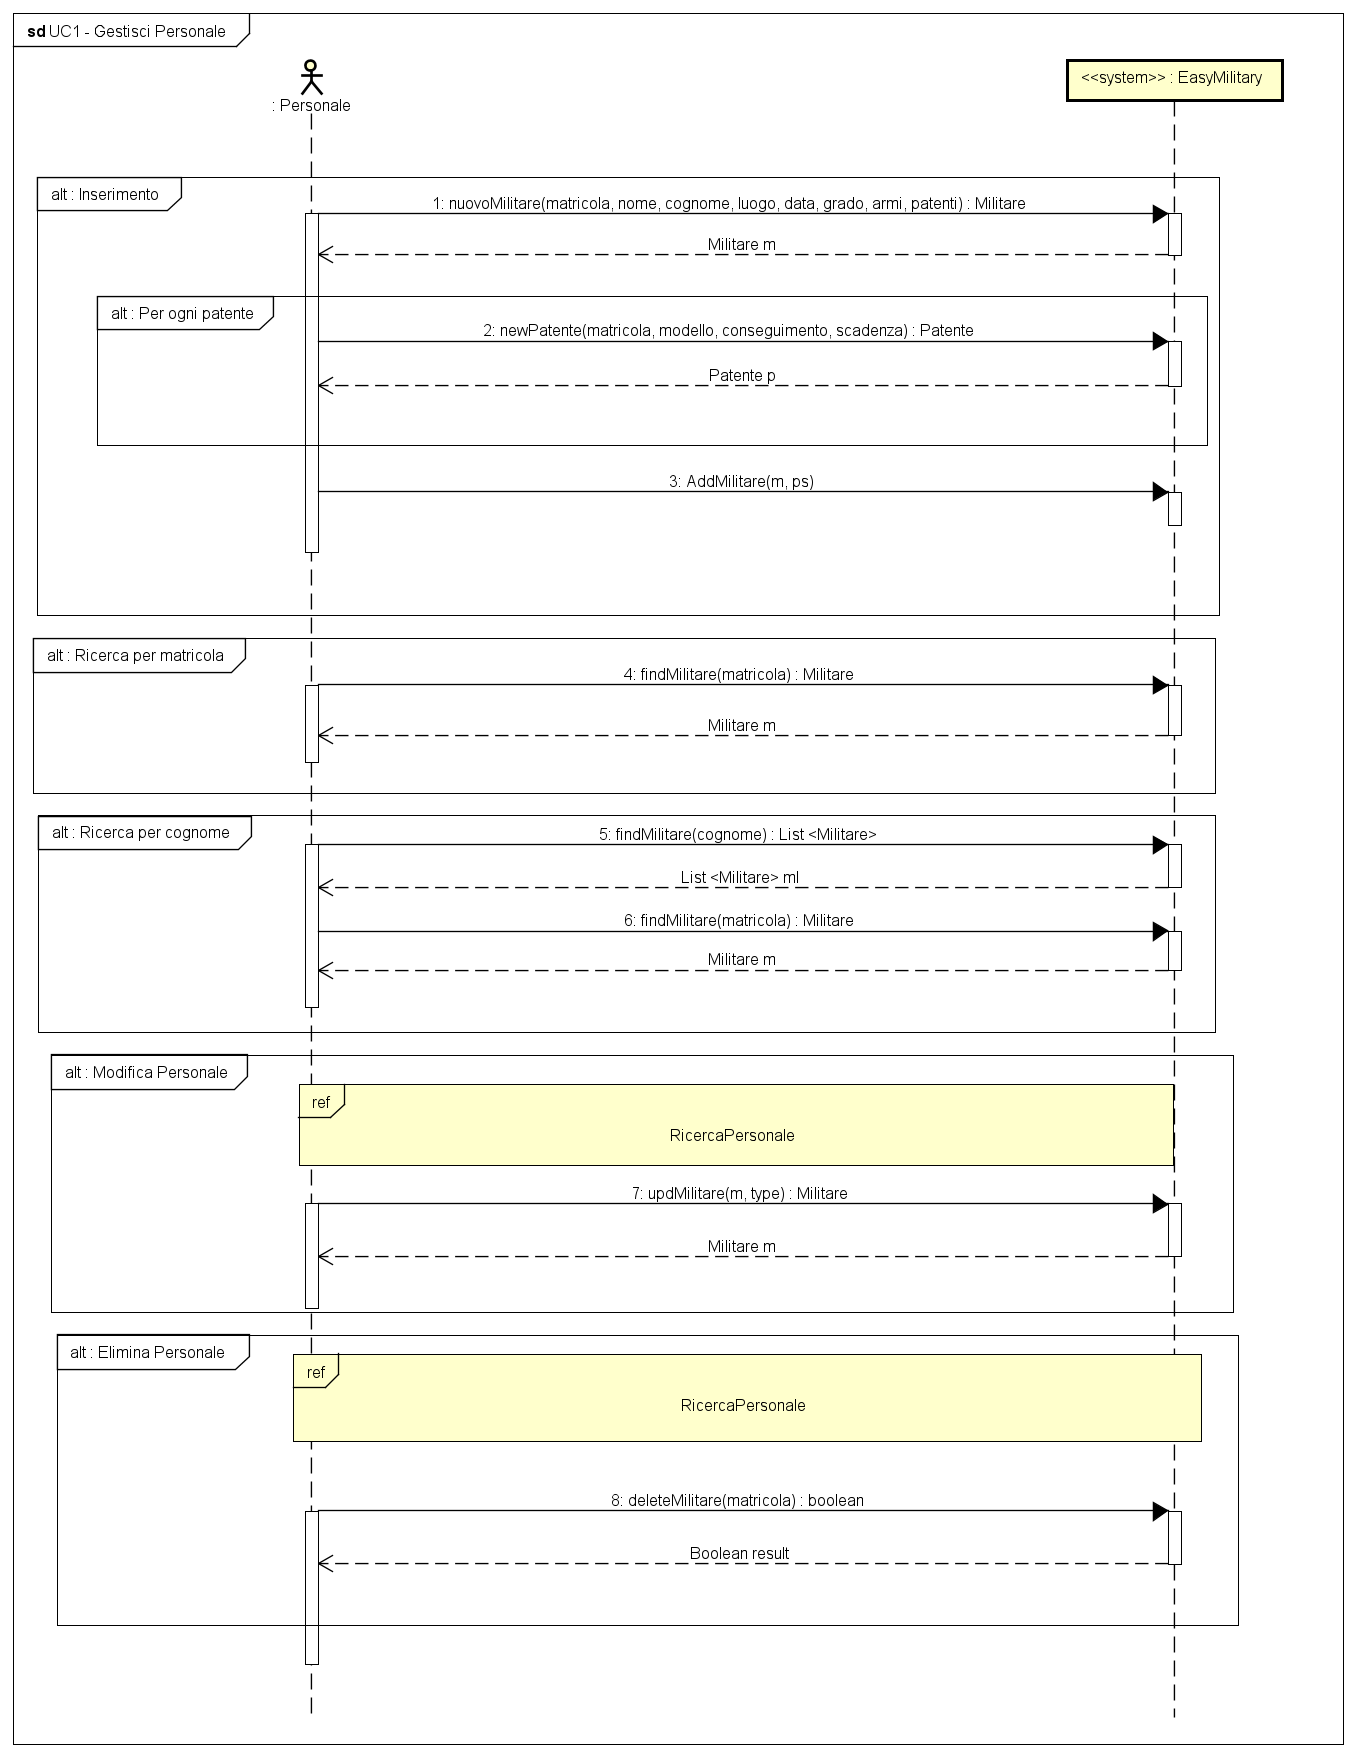 sd UC1 - Gestisci Personale
: Personale
<<system>> : EasyMilitary
alt : Inserimento
1: nuovoMilitare(matricola, nome, cognome, luogo, data, grado, armi, patenti) : Militare
Militare m
alt : Per ogni patente
2: newPatente(matricola, modello, conseguimento, scadenza) : Patente
Patente p
3: AddMilitare(m, ps)
alt : Ricerca per matricola
4: findMilitare(matricola) : Militare
Militare m
alt : Ricerca per cognome
5: findMilitare(cognome) : List <Militare>
List <Militare> ml
6: findMilitare(matricola) : Militare
Militare m
alt : Modifica Personale
ref
RicercaPersonale
7: updMilitare(m, type) : Militare
Militare m
alt : Elimina Personale
ref
RicercaPersonale
8: deleteMilitare(matricola) : boolean
Boolean result